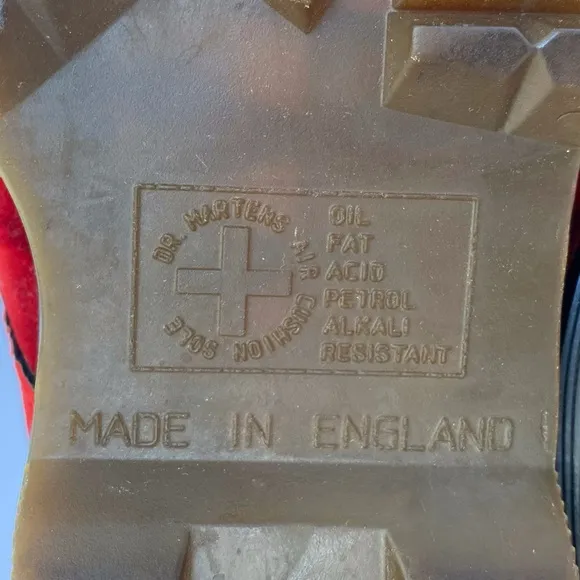 DR. MARTENS AIR CUSHION SOLE
OIL
FAT
ACID
PETROL
ALKALI
RESISTANT
MADE IN ENGLAND